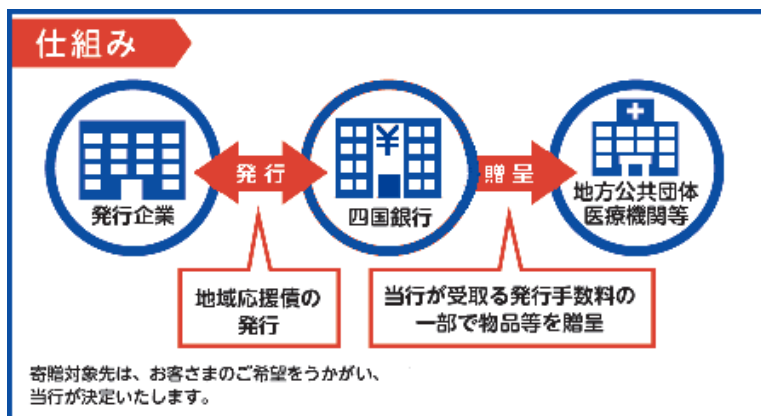 仕組み
発行
贈呈
発行企業
四国銀行
地方公共団体
医療機関等
地域応援債の
発行
当行が受取る発行手数料の
一部で物品等を贈呈
寄贈対象先は、お客さまのご希望をうかがい、
当行が決定いたします。